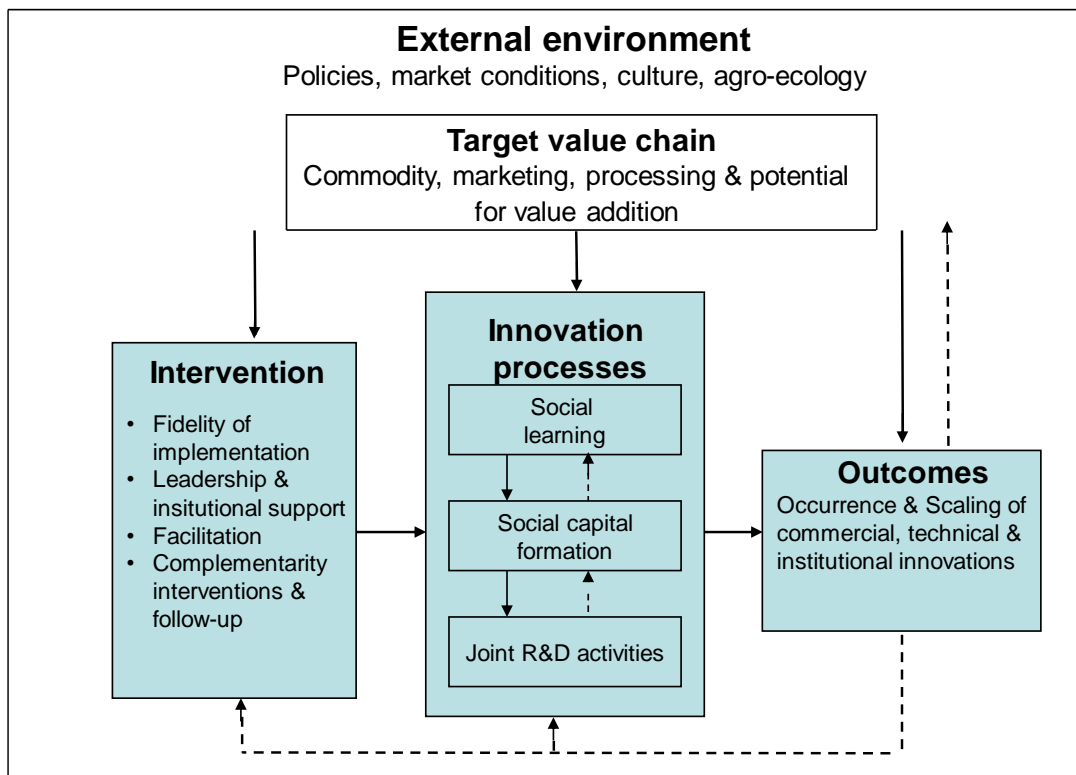 External environment
Policies, market conditions, culture, agro-ecology
Target value chain
Commodity, marketing, processing & potential
for value addition
Intervention
• Fidelity of
implementation
• Leadership &
insitutional support
• Facilitation
• Complementarity
interventions &
follow-up
Innovation
processes
Social
learning
Social capital
formation
Joint R&D activities
Outcomes
Occurrence & Scaling of
commercial, technical &
institutional innovations